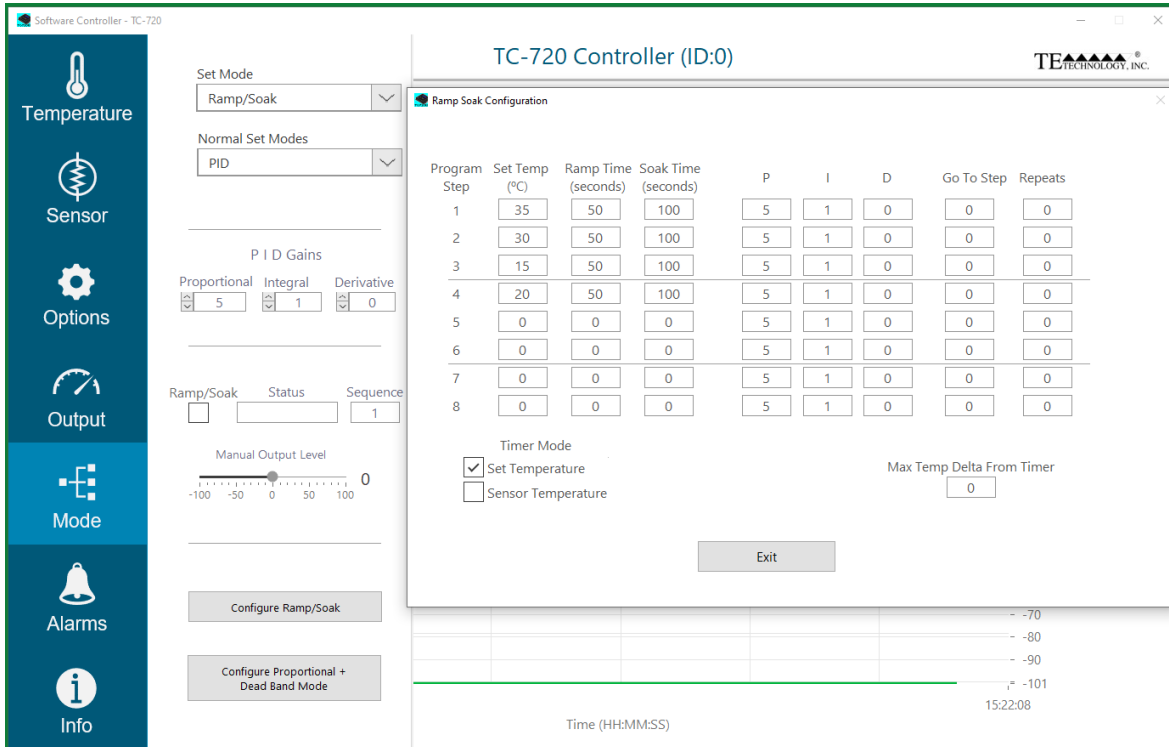 Software Controller - TC-720
TC-720 Controller (ID:0)
TE TECHNOLOGY, INC.®
Temperature
Sensor
Options
Output
Mode
Alarms
Info
Set Mode
Ramp/Soak
Normal Set Modes
PID
P I D Gains
Proportional Integral Derivative
5 1 0
Ramp/Soak Status Sequence
1
Manual Output Level
0
-100 -50 0 50 100
Configure Ramp/Soak
Configure Proportional +
Dead Band Mode
Ramp Soak Configuration
Program Set Temp Ramp Time Soak Time
Step (ºC) (seconds) (seconds) P I D Go To Step Repeats
1 35 50 100 5 1 0 0 0
2 30 50 100 5 1 0 0 0
3 15 50 100 5 1 0 0 0
4 20 50 100 5 1 0 0 0
5 0 0 0 5 1 0 0 0
6 0 0 0 5 1 0 0 0
7 0 0 0 5 1 0 0 0
8 0 0 0 5 1 0 0 0
Timer Mode
Set Temperature
Sensor Temperature
Max Temp Delta From Timer
0
Exit
-70
-80
-90
-101
15:22:08
Time (HH:MM:SS)